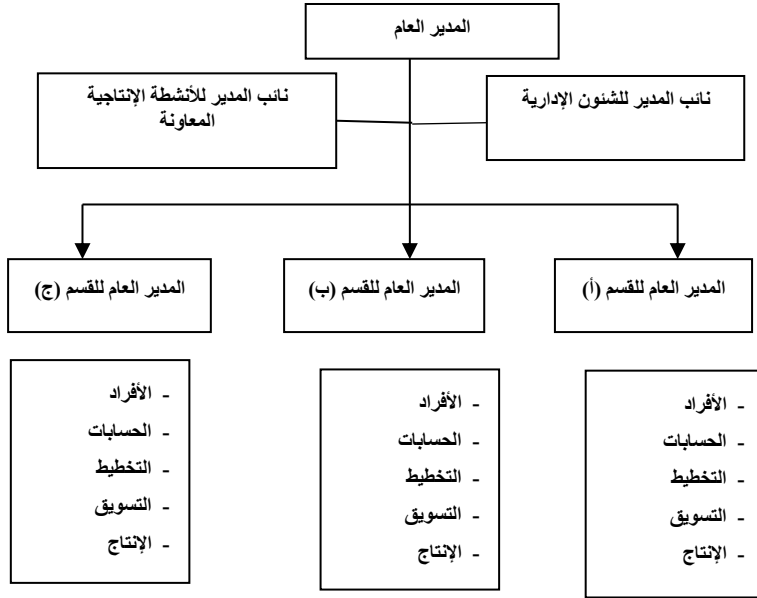 المدير العام
نائب المدير للشئون الإدارية
نائب المدير للأنشطة الإنتاجية
المعاونة
المدير العام للقسم (أ)
المدير العام للقسم (ب)
المدير العام للقسم (ج)
- الأفراد
- الحسابات
- التخطيط
- التسويق
- الإنتاج
- الأفراد
- الحسابات
- التخطيط
- التسويق
- الإنتاج
- الأفراد
- الحسابات
- التخطيط
- التسويق
- الإنتاج